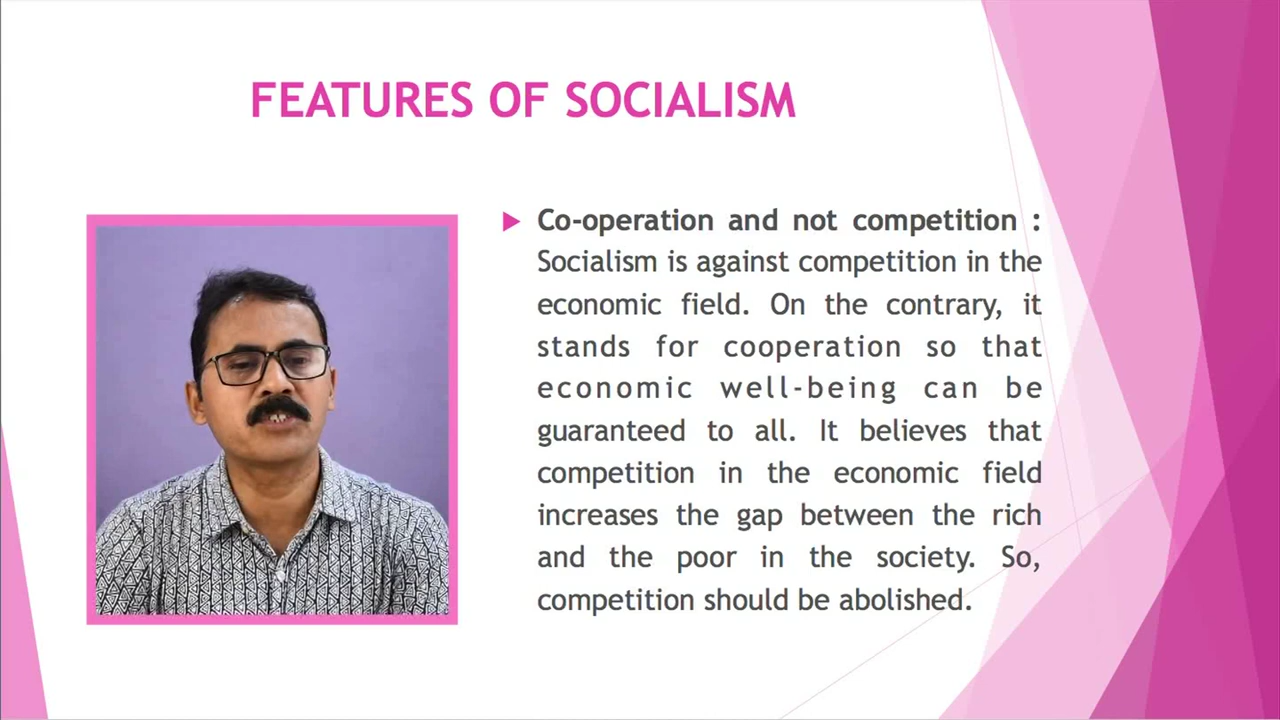 FEATURES OF SOCIALISM
Co-operation and not competition :
Socialism is against competition in the
economic field. On the contrary, it
stands for cooperation so that
economic well-being can be
guaranteed to all. It believes that
competition in the economic field
increases the gap between the rich
and the poor in the society. So,
competition should be abolished.